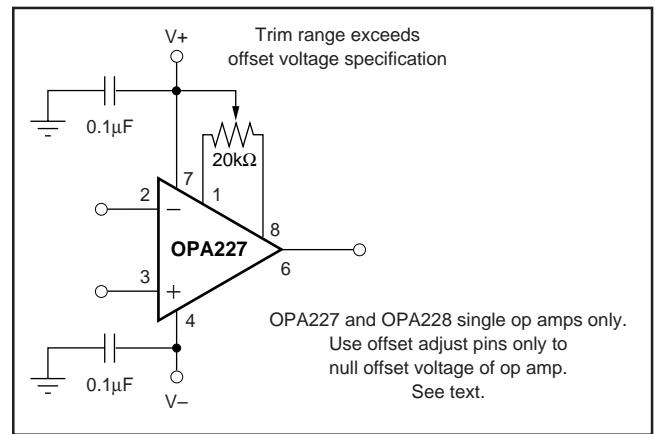 V+
Trim range exceeds
offset voltage specification
0.1µF
20kΩ
7
1
2
−
8
OPA227
6
3
+
4
OPA227 and OPA228 single op amps only.
Use offset adjust pins only to
null offset voltage of op amp.
See text.
0.1µF
V–